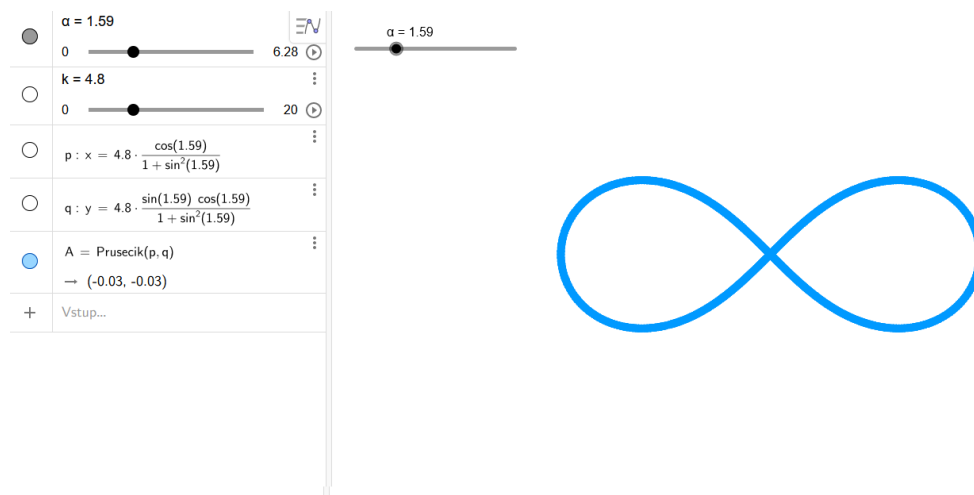 α = 1.59
0 6.28
k = 4.8
0 20
p : x = 4.8 · cos(1.59) / 1 + sin²(1.59)
q : y = 4.8 · sin(1.59) cos(1.59) / 1 + sin²(1.59)
A = Prusecik(p, q)
→ (-0.03, -0.03)
+ Vstup...
α = 1.59